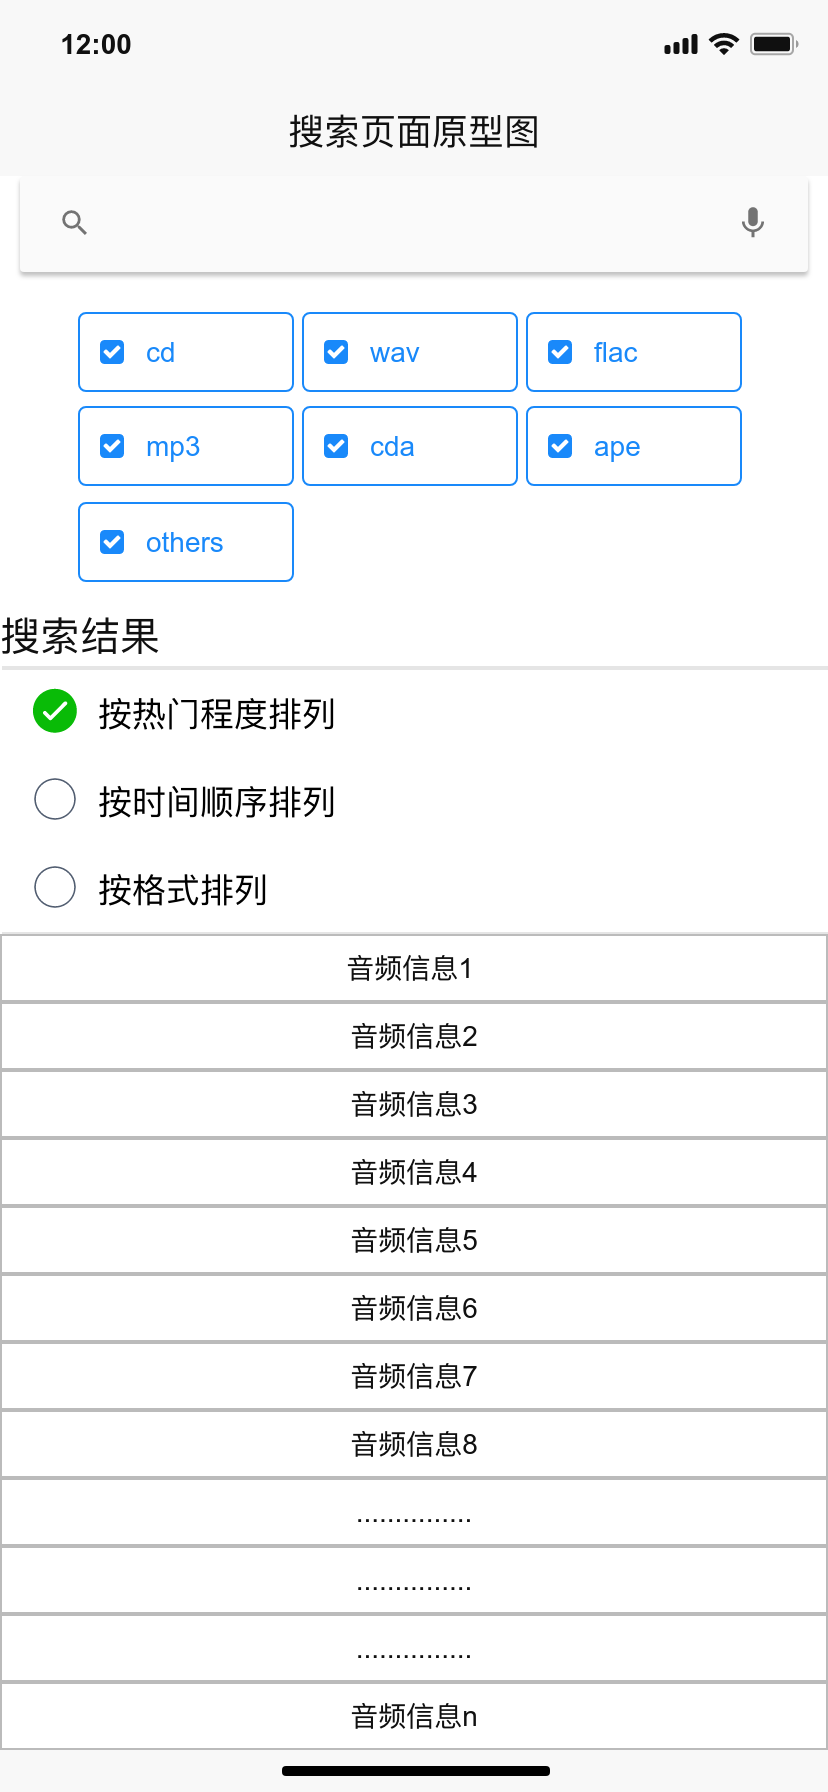 12:00
搜索页面原型图
cd wav flac
mp3 cda ape
others
搜索结果
按热门程度排列
按时间顺序排列
按格式排列
音频信息1
音频信息2
音频信息3
音频信息4
音频信息5
音频信息6
音频信息7
音频信息8
...............
...............
...............
音频信息n